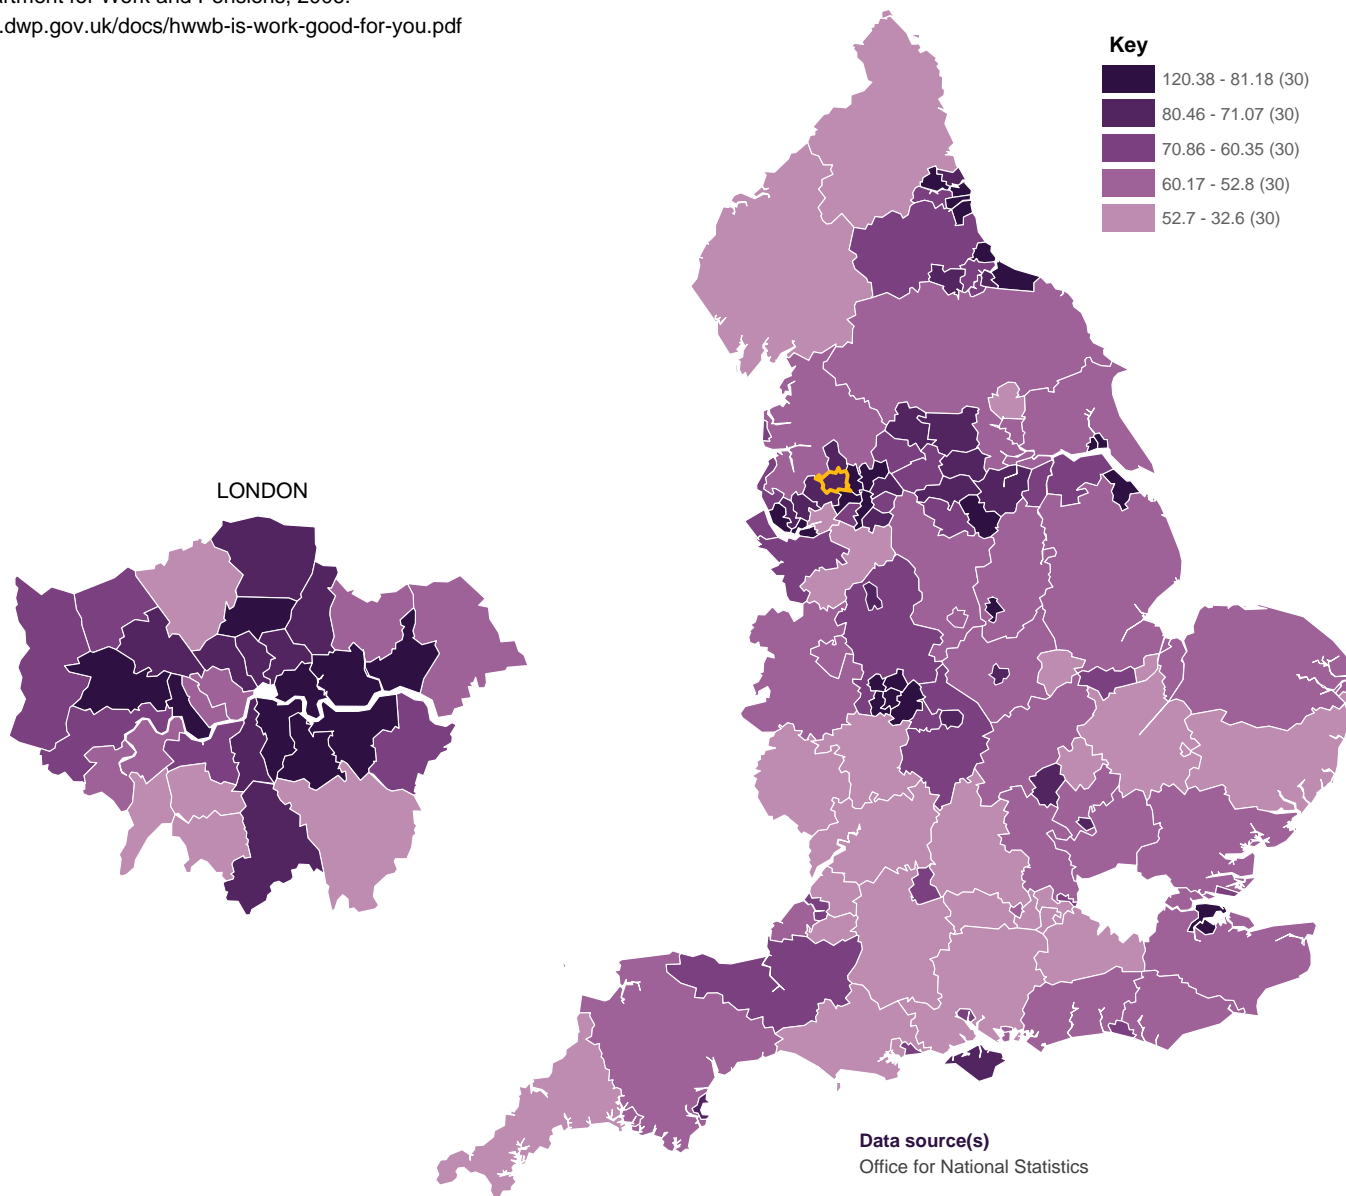 .dwp.gov.uk/docs/hwwb-is-work-good-for-you.pdf
Key
120.38 - 81.18 (30)
80.46 - 71.07 (30)
70.86 - 60.35 (30)
60.17 - 52.8 (30)
52.7 - 32.6 (30)
LONDON
Data source(s)
Office for National Statistics